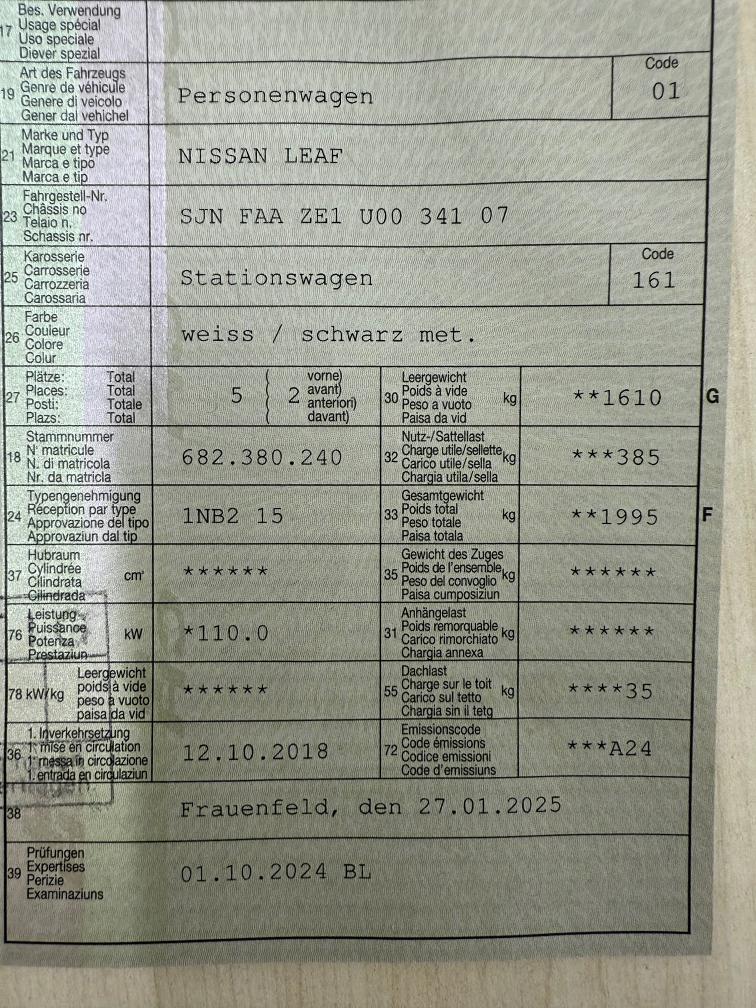 17 Bes. Verwendung
Usage spécial
Uso speciale
Diever spezial
19 Art des Fahrzeugs
Genre de véhicule
Genere di veicolo
Gener dal vehichel
Personenwagen
Code
01
21 Marke und Typ
Marque et type
Marca e tipo
Marca e tip
NISSAN LEAF
23 Fahrgestell-Nr.
Châssis no
Telaio n.
Schassis nr.
SJN FAA ZE1 U00 341 07
25 Karosserie
Carrosserie
Carrozzeria
Carossaria
Stationswagen
Code
161
26 Farbe
Couleur
Colore
Colur
weiss / schwarz met.
27 Plätze: Total
Places: Total
Posti: Totale
Plazs: Total
5 ( 2 vorne)
( avant)
( anteriori)
( davant)
30 Leergewicht
Poids à vide
Peso a vuoto
Paisa da vid
kg
**1610
G
18 Stammnummer
N° matricule
N. di matricola
Nr. da matricla
682.380.240
32 Nutz-/Sattellast
Charge utile/sellette
Carico utile/sella
Chargia utila/sella
kg
***385
24 Typengenehmigung
Réception par type
Approvazione del tipo
Approvaziun dal tip
1NB2 15
33 Gesamtgewicht
Poids total
Peso totale
Paisa totala
kg
**1995
F
37 Hubraum
Cylindrée
Cilindrata
Cilindrada
cm³
******
35 Gewicht des Zuges
Poids de l'ensemble
Peso del convoglio
Paisa cumposiziun
kg
******
76 Leistung
Puissance
Potenza
Prestaziun
kW
*110.0
31 Anhängelast
Poids remorquable
Carico rimorchiato
Chargia annexa
kg
******
78 kW/kg
Leergewicht
poids à vide
peso a vuoto
paisa da vid
******
55 Dachlast
Charge sur le toit
Carico sul tetto
Chargia sin il tetg
kg
****35
36 1. Inverkehrsetzung
1re mise en circulation
1a messa in circolazione
1. entrada en circulaziun
12.10.2018
72 Emissionscode
Code émissions
Codice emissioni
Code d'emissiuns
***A24
38
Frauenfeld, den 27.01.2025
39 Prüfungen
Expertises
Perizie
Examinaziuns
01.10.2024 BL